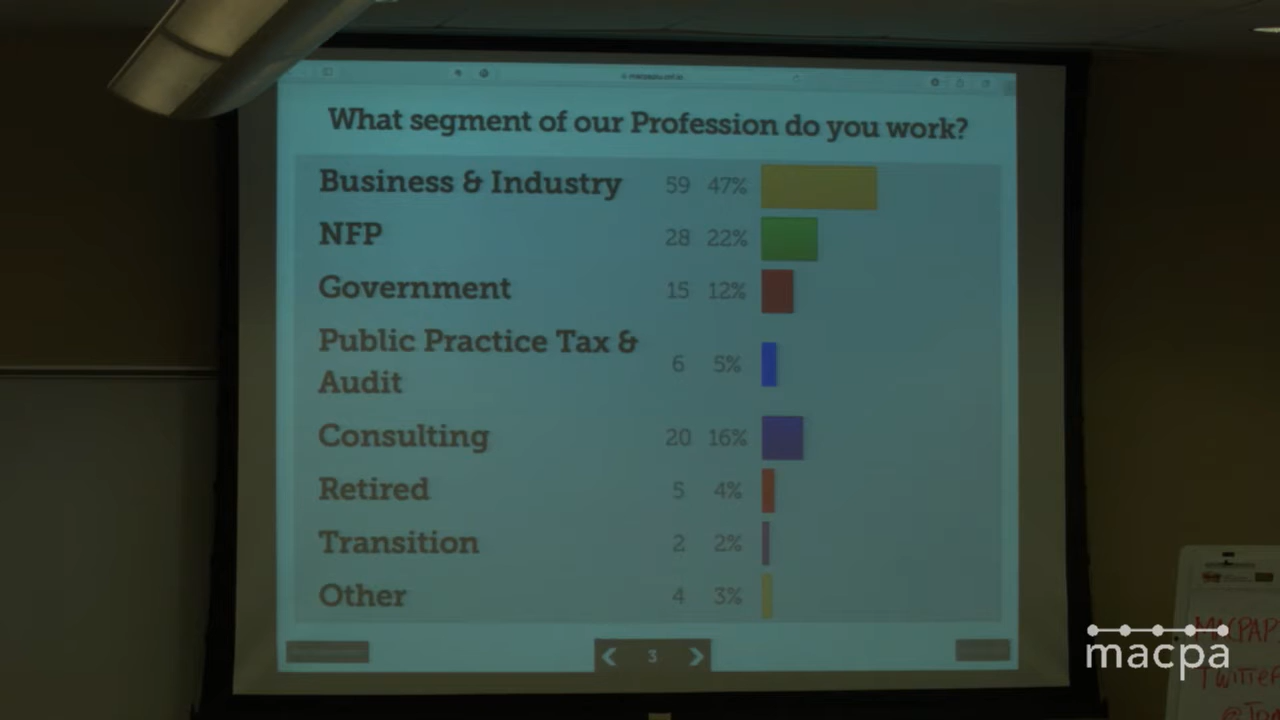 What segment of our Profession do you work?
Business & Industry 59 47%
NFP 28 22%
Government 15 12%
Public Practice Tax &
Audit 6 5%
Consulting 20 16%
Retired 5 4%
Transition 2 2%
Other 4 3%
3
macpa